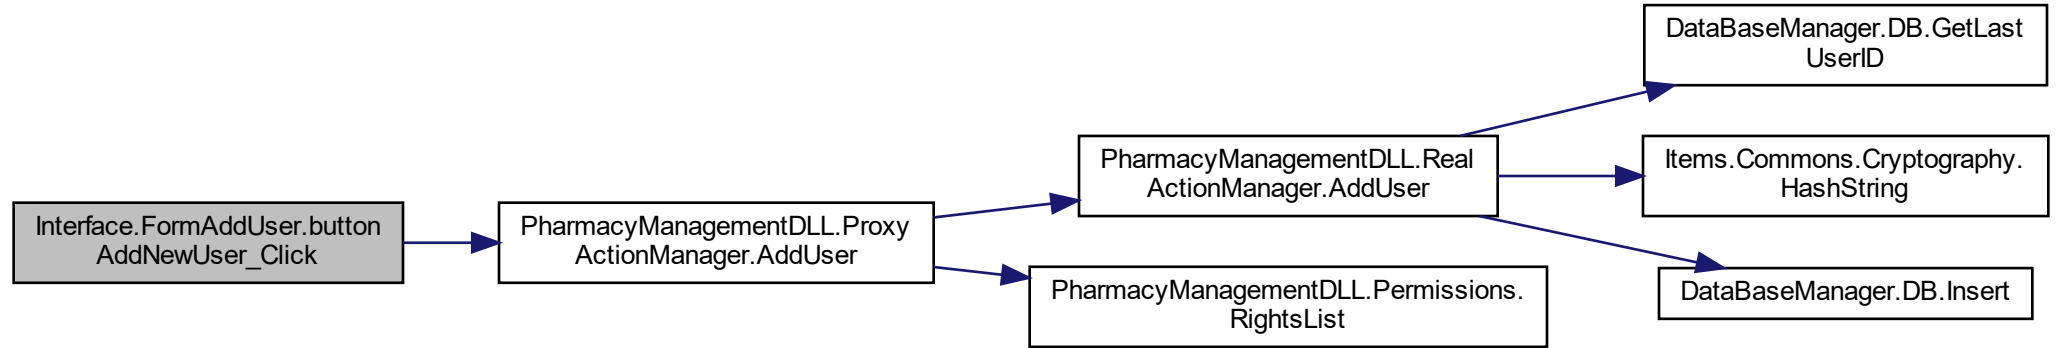 Interface.FormAddUser.button
AddNewUser_Click
PharmacyManagementDLL.Proxy
ActionManager.AddUser
PharmacyManagementDLL.Real
ActionManager.AddUser
PharmacyManagementDLL.Permissions.
RightsList
DataBaseManager.DB.GetLast
UserID
Items.Commons.Cryptography.
HashString
DataBaseManager.DB.Insert